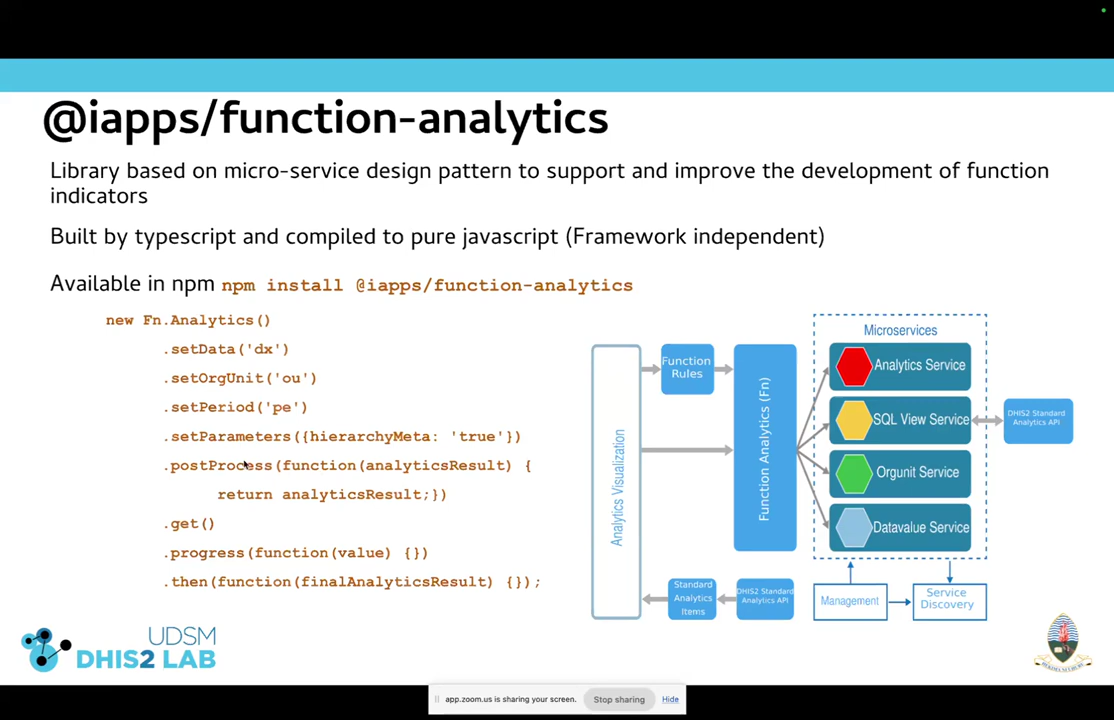 @iapps/function-analytics
Library based on micro-service design pattern to support and improve the development of function
indicators
Built by typescript and compiled to pure javascript (Framework independent)
Available in npm npm install @iapps/function-analytics
new Fn.Analytics()
.setData('dx')
.setOrgUnit('ou')
.setPeriod('pe')
.setParameters({hierarchyMeta: 'true'})
.postProcess(function(analyticsResult) {
return analyticsResult;})
.get()
.progress(function(value) {})
.then(function(finalAnalyticsResult) {});
Analytics Visualization
Function
Rules
Function Analytics (Fn)
Microservices
Analytics Service
SQL View Service
Orgunit Service
Datavalue Service
DHIS2 Standard
Analytics API
Standard
Analytics
Items
DHIS2 Standard
Analytics API
Management
Service
Discovery
UDSM
DHIS2 LAB
app.zoom.us is sharing your screen.
Stop sharing
Hide